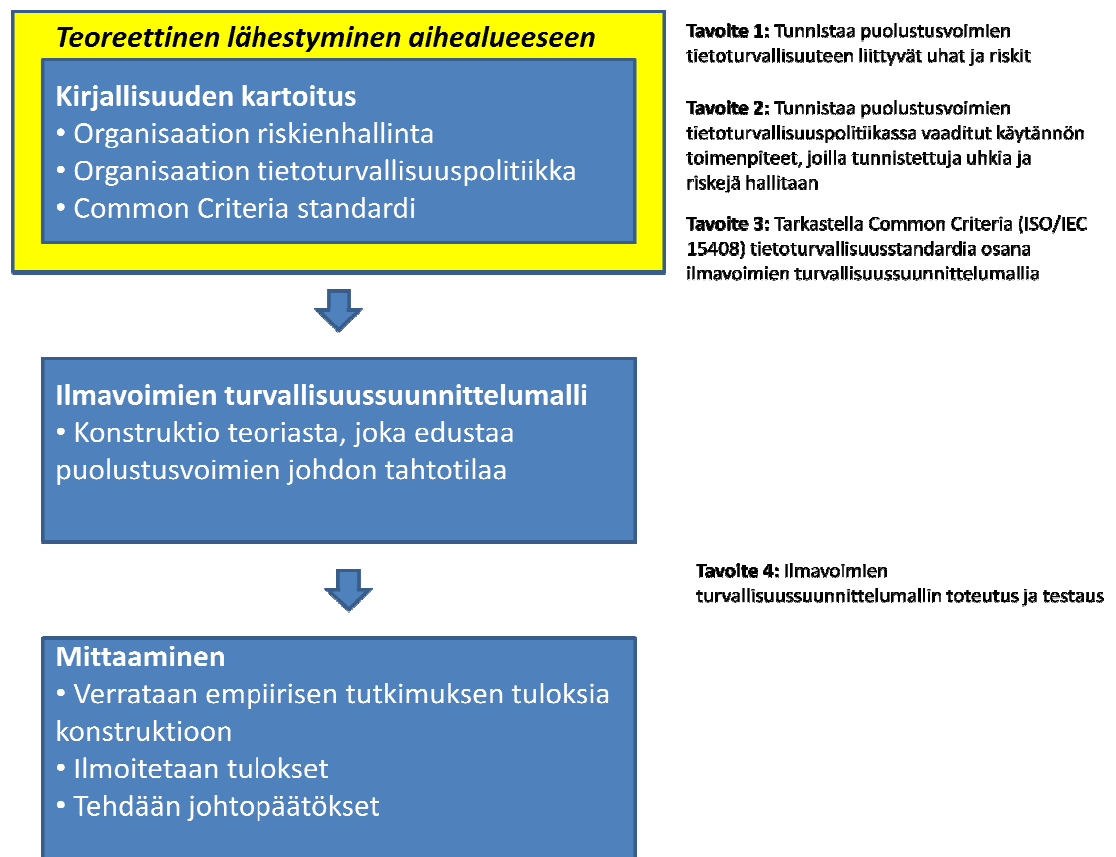 Teoreettinen lähestyminen aihealueeseen
Kirjallisuuden kartoitus
• Organisaation riskienhallinta
• Organisaation tietoturvallisuuspolitiikka
• Common Criteria standardi
Tavoite 1: Tunnistaa puolustusvoimien
tietoturvallisuuteen liittyvät uhat ja riskit
Tavoite 2: Tunnistaa puolustusvoimien
tietoturvallisuuspolitiikassa vaaditut käytännön
toimenpiteet, joilla tunnistettuja uhkia ja
riskejä hallitaan
Tavoite 3: Tarkastella Common Criteria (ISO/IEC
15408) tietoturvallisuusstandardia osana
ilmavoimien turvallisuussuunnittelumallia
Ilmavoimien turvallisuussuunnittelumalli
• Konstruktio teoriasta, joka edustaa
puolustusvoimien johdon tahtotilaa
Tavoite 4: Ilmavoimien
turvallisuussuunnittelumallin toteutus ja testaus
Mittaaminen
• Verrataan empiirisen tutkimuksen tuloksia
konstruktioon
• Ilmoitetaan tulokset
• Tehdään johtopäätökset